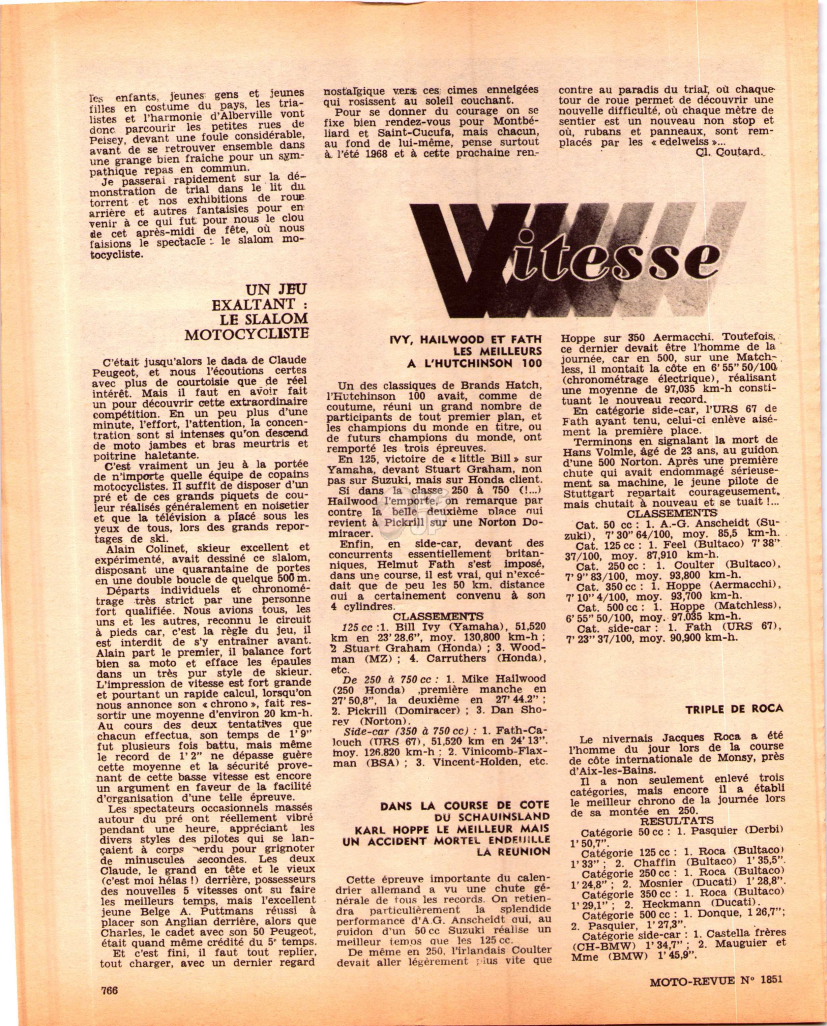 les enfants, jeunes gens et jeunes
filles en costume du pays, les tria-
listes et l'harmonie d'Alberville vont
donc parcourir les petites rues de
Peisey, devant une foule considérable,
avant de se retrouver ensemble dans
une grange bien fraîche pour un sym-
pathique repas en commun.
Je passerai rapidement sur la dé-
monstration de trial dans le lit du
torrent et nos exhibitions de roue
arrière et autres fantaisies pour en
venir à ce qui fut pour nous le clou
de cet après-midi de fête, où nous
faisions le spectacle : le slalom mo-
tocycliste.
UN JEU
EXALTANT :
LE SLALOM
MOTOCYCLISTE
C'était jusqu'alors le dada de Claude
Peugeot, et nous l'écoutions certes
avec plus de courtoisie que de réel
intérêt. Mais il faut en avoir fait
un pour découvrir cette extraordinaire
compétition. En un peu plus d'une
minute, l'effort, l'attention, la concen-
tration sont si intenses qu'on descend
de moto jambes et bras meurtris et
poitrine haletante.
C'est vraiment un jeu à la portée
de n'importe quelle équipe de copains
motocyclistes. Il suffit de disposer d'un
pré et de ces grands piquets de cou-
leur réalisés généralement en noisetier
et que la télévision a placé sous les
yeux de tous, lors des grands repor-
tages de ski.
Alain Colinet, skieur excellent et
expérimenté, avait dessiné ce slalom,
disposant une quarantaine de portes
en une double boucle de quelque 500 m.
Départs individuels et chronomé-
trage très strict par une personne
fort qualifiée. Nous avions tous, les
uns et les autres, reconnu le circuit
à pieds car, c'est la règle du jeu, il
est interdit de s'y entraîner avant.
Alain part le premier, il balance fort
bien sa moto et efface les épaules
dans un très pur style de skieur.
L'impression de vitesse est fort grande
et pourtant un rapide calcul, lorsqu'on
nous annonce son « chrono », fait res-
sortir une moyenne d'environ 20 km-h.
Au cours des deux tentatives que
chacun effectua, son temps de 1' 9"
fut plusieurs fois battu, mais même
le record de 1' 2" ne dépasse guère
cette moyenne et la sécurité prove-
nant de cette basse vitesse est encore
un argument en faveur de la facilité
d'organisation d'une telle épreuve.
Les spectateurs occasionnels massés
autour du pré ont réellement vibré
pendant une heure, appréciant les
divers styles des pilotes qui se lan-
çaient à corps perdu pour grignoter
de minuscules secondes. Les deux
Claude, le grand en tête et le vieux
(c'est moi hélas !) derrière, possesseurs
des nouvelles 5 vitesses ont su faire
les meilleurs temps, mais l'excellent
jeune Belge A. Puttmans réussi à
placer son Anglian derrière, alors que
Charles, le cadet avec son 50 Peugeot,
était quand même crédité du 5e temps.
Et c'est fini, il faut tout replier,
tout charger, avec un dernier regard
nostalgique vers ces cimes enneigées
qui rosissent au soleil couchant.
Pour se donner du courage on se
fixe bien rendez-vous pour Montbé-
liard et Saint-Cucufa, mais chacun,
au fond de lui-même, pense surtout
à l'été 1968 et à cette prochaine ren-
contre au paradis du trial, où chaque
tour de roue permet de découvrir une
nouvelle difficulté, où chaque mètre de
sentier est un nouveau non stop et
où, rubans et panneaux, sont rem-
placés par les « edelweiss »...
Cl. Coutard.
Vitesse
IVY, HAILWOOD ET FATH
LES MEILLEURS
A L'HUTCHINSON 100
Un des classiques de Brands Hatch,
l'Hutchinson 100 avait, comme de
coutume, réuni un grand nombre de
participants de tout premier plan, et
les champions du monde en titre, ou
de futurs champions du monde, ont
remporté les trois épreuves.
En 125, victoire de « little Bill » sur
Yamaha, devant Stuart Graham, non
pas sur Suzuki, mais sur Honda client.
Si dans la classe 250 à 750 (!...)
Hailwood l'emporte, on remarque par
contre la belle deuxième place qui
revient à Pickrill sur une Norton Do-
miracer.
Enfin, en side-car, devant des
concurrents essentiellement britan-
niques, Helmut Fath s'est imposé,
dans une course, il est vrai, qui n'excé-
dait que de peu les 50 km, distance
qui a certainement convenu à son
4 cylindres.
CLASSEMENTS
125 cc :1. Bill Ivy (Yamaha), 51,520
km en 23' 28.6", moy. 130,800 km-h ;
2 .Stuart Graham (Honda) ; 3. Wood-
man (MZ) ; 4. Carruthers (Honda),
etc.
De 250 à 750 cc : 1. Mike Hailwood
(250 Honda) ,première manche en
27' 50,8", la deuxième en 27' 44.2" ;
2. Pickrill (Domiracer) ; 3. Dan Sho-
rey (Norton).
Side-car (350 à 750 cc) : 1. Fath-Ca-
louch (URS 67), 51,520 km en 24' 13".
moy. 126.820 km-h ; 2. Vinicomb-Flax-
man (BSA) ; 3. Vincent-Holden, etc.
DANS LA COURSE DE COTE
DU SCHAUINSLAND
KARL HOPPE LE MEILLEUR MAIS
UN ACCIDENT MORTEL ENDEUILLE
LA REUNION
Cette épreuve importante du calen-
drier allemand a vu une chute gé-
nérale de tous les records. On retien-
dra particulièrement la splendide
performance d'A.G. Anscheidt qui, au
guidon d'un 50 cc Suzuki réalise un
meilleur temps que les 125 cc.
De même en 250, l'irlandais Coulter
devait aller légèrement plus vite que
Hoppe sur 350 Aermacchi. Toutefois,
ce dernier devait être l'homme de la
journée, car en 500, sur une Match-
less, il montait la côte en 6' 55" 50/100
(chronométrage électrique), réalisant
une moyenne de 97,035 km-h consti-
tuant le nouveau record.
En catégorie side-car, l'URS 67 de
Fath ayant tenu, celui-ci enlève aisé-
ment la première place.
Terminons en signalant la mort de
Hans Volmle, âgé de 23 ans, au guidon
d'une 500 Norton. Après une première
chute qui avait endommagé sérieuse-
ment sa machine, le jeune pilote de
Stuttgart repartait courageusement,
mais chutait à nouveau et se tuait !...
CLASSEMENTS
Cat. 50 cc : 1. A.-G. Anscheidt (Su-
zuki), 7' 30" 64/100, moy. 85,5 km-h.
Cat. 125 cc : 1. Feel (Bultaco) 7' 38"
37/100, moy. 87,910 km-h.
Cat. 250 cc : 1. Coulter (Bultaco),
7' 9" 83/100, moy. 93,800 km-h.
Cat. 350 cc : 1. Hoppe (Aermacchi),
7' 10" 4/100, moy. 93,700 km-h.
Cat. 500 cc : 1. Hoppe (Matchless),
6' 55" 50/100, moy. 97.035 km-h.
Cat. side-car : 1. Fath (URS 67),
7' 23" 37/100, moy. 90,900 km-h.
TRIPLE DE ROCA
Le nivernais Jacques Roca a été
l'homme du jour lors de la course
de côte internationale de Monsy, près
d'Aix-les-Bains.
Il a non seulement enlevé trois
catégories, mais encore il a établi
le meilleur chrono de la journée lors
de sa montée en 250.
RESULTATS
Catégorie 50 cc : 1. Pasquier (Derbi)
1' 50,7".
Catégorie 125 cc : 1. Roca (Bultaco)
1' 33" ; 2. Chaffin (Bultaco) 1' 35,5".
Catégorie 250 cc : 1. Roca (Bultaco)
1' 24,8" ; 2. Mosnier (Ducati) 1' 28,8".
Catégorie 350 cc : 1. Roca (Bultaco)
1' 29,1" ; 2. Heckmann (Ducati).
Catégorie 500 cc : 1. Donque, 1 26,7";
2. Pasquier, 1' 27,3".
Catégorie side-car : 1. Castella frères
(CH-BMW) 1' 34,7" ; 2. Mauguier et
Mme (BMW) 1' 45,9".
766
MOTO-REVUE N° 1851